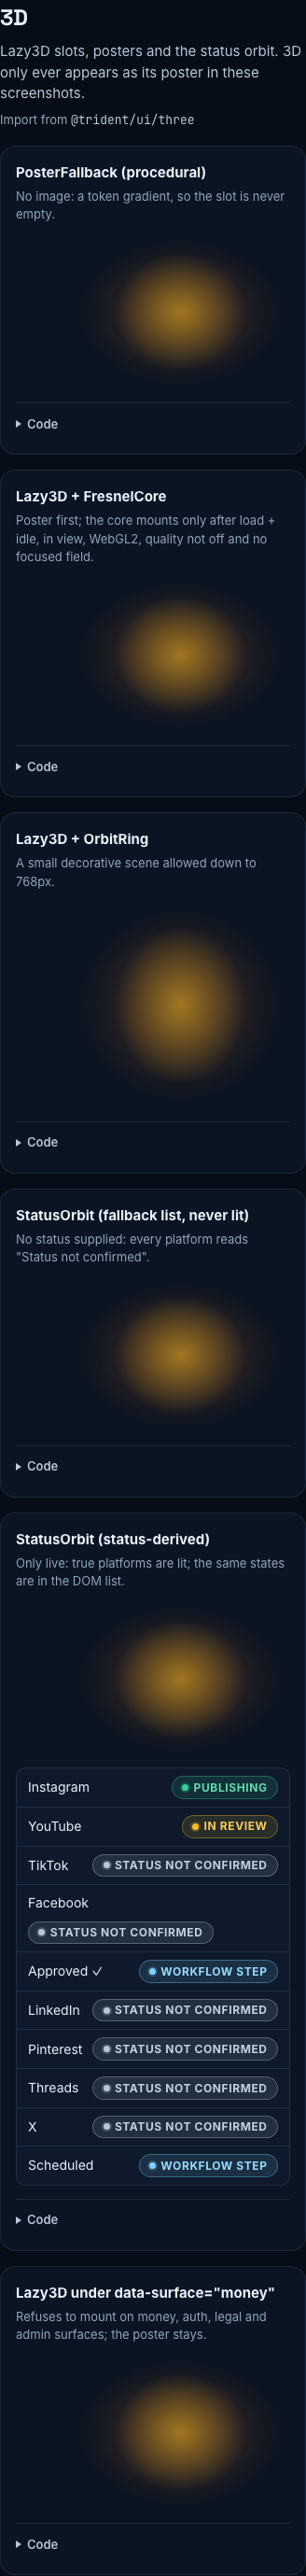 3D
Lazy3D slots, posters and the status orbit. 3D
only ever appears as its poster in these
screenshots.
Import from @trident/ui/three
PosterFallback (procedural)
No image: a token gradient, so the slot is never
empty.
Code
Lazy3D + FresnelCore
Poster first; the core mounts only after load +
idle, in view, WebGL2, quality not off and no
focused field.
Code
Lazy3D + OrbitRing
A small decorative scene allowed down to
768px.
Code
StatusOrbit (fallback list, never lit)
No status supplied: every platform reads
"Status not confirmed".
Code
StatusOrbit (status-derived)
Only live: true platforms are lit; the same states
are in the DOM list.
Instagram PUBLISHING
YouTube IN REVIEW
TikTok STATUS NOT CONFIRMED
Facebook
STATUS NOT CONFIRMED
Approved ✓ WORKFLOW STEP
LinkedIn STATUS NOT CONFIRMED
Pinterest STATUS NOT CONFIRMED
Threads STATUS NOT CONFIRMED
X STATUS NOT CONFIRMED
Scheduled WORKFLOW STEP
Code
Lazy3D under data-surface="money"
Refuses to mount on money, auth, legal and
admin surfaces; the poster stays.
Code